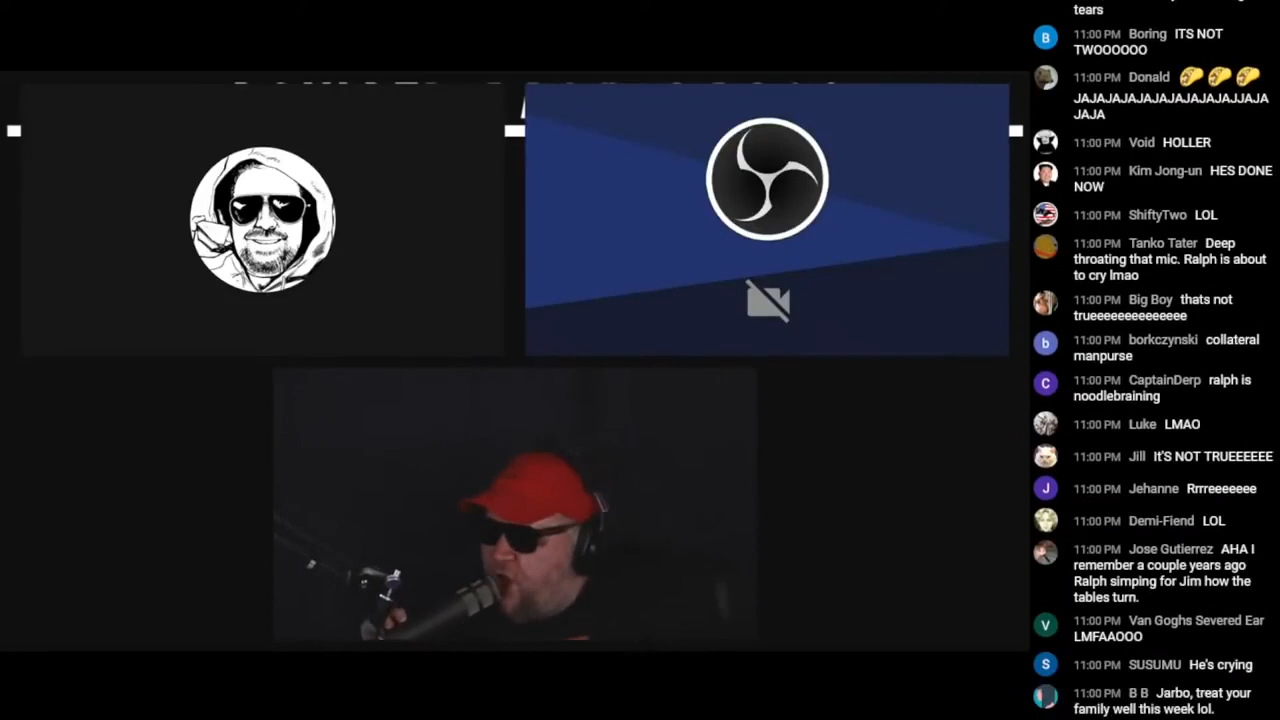 tears
11:00 PM Boring ITS NOT
TWOOOOOO
11:00 PM Donald 🌮 🌮 🌮
JAJAJAJAJAJAJAJAJAJAJJAJA
JAJA
11:00 PM Void HOLLER
11:00 PM Kim Jong-un HES DONE
NOW
11:00 PM ShiftyTwo LOL
11:00 PM Tanko Tater Deep
throating that mic. Ralph is about
to cry lmao
11:00 PM Big Boy thats not
trueeeeeeeeeeeeee
11:00 PM borkczynski collateral
manpurse
11:00 PM CaptainDerp ralph is
noodlebraining
11:00 PM Luke LMAO
11:00 PM Jill It'S NOT TRUEEEEEE
11:00 PM Jehanne Rrrreeeeeee
11:00 PM Demi-Fiend LOL
11:00 PM Jose Gutierrez AHA I
remember a couple years ago
Ralph simping for Jim how the
tables turn.
11:00 PM Van Goghs Severed Ear
LMFAAOOO
11:00 PM SUSUMU He's crying
11:00 PM B B Jarbo, treat your
family well this week lol.
B
b
C
J
V
S